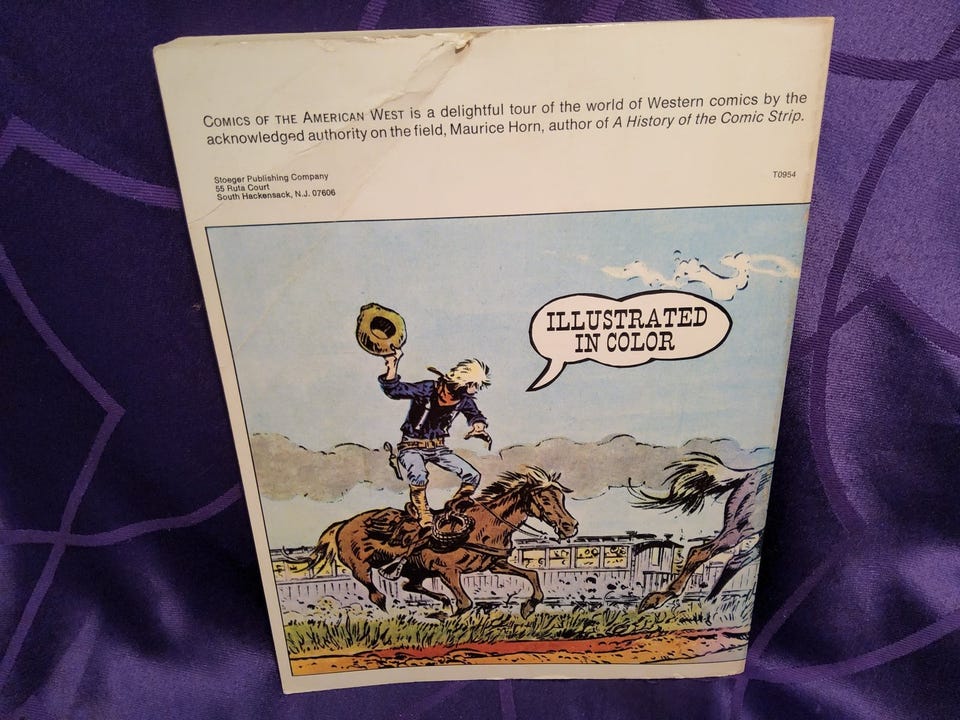 COMICS OF THE AMERICAN WEST is a delightful tour of the world of Western comics by the
acknowledged authority on the field, Maurice Horn, author of A History of the Comic Strip.
Stoeger Publishing Company
55 Ruta Court
South Hackensack, N.J. 07606
T0954
ILLUSTRATED
IN COLOR